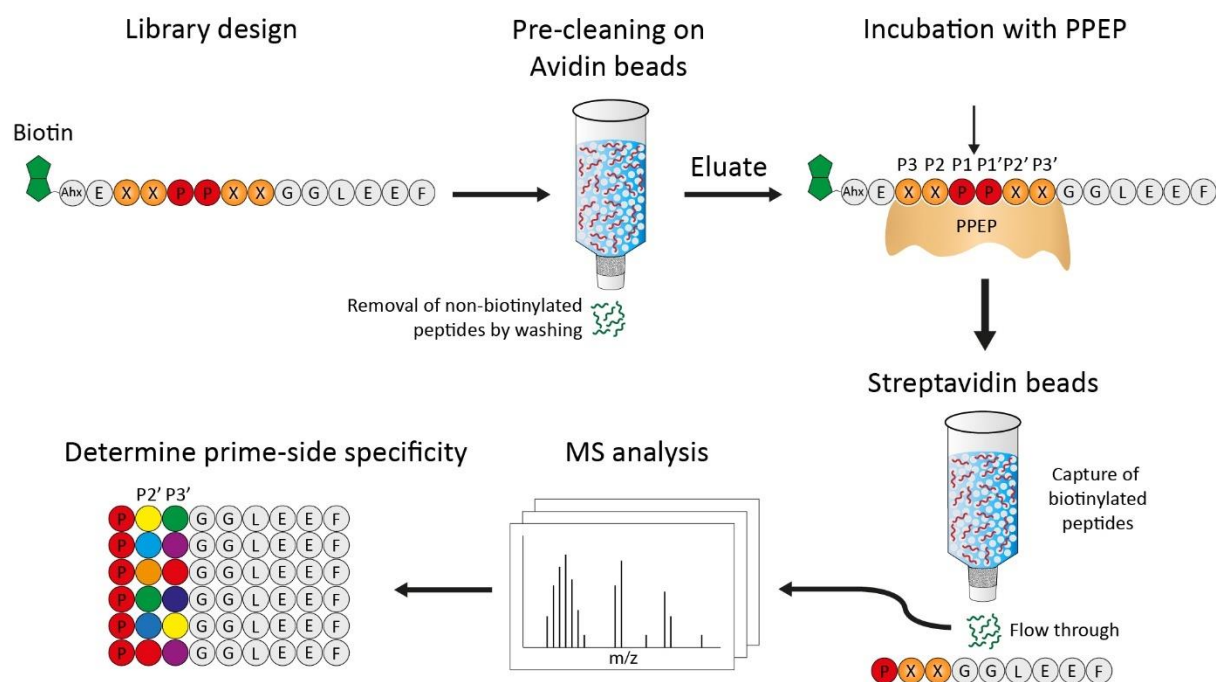 Library design
Biotin
Ahx E X X P P X X G G L E E F
Pre-cleaning on
Avidin beads
Removal of non-biotinylated
peptides by washing
Eluate
Incubation with PPEP
P3 P2 P1 P1' P2' P3'
Ahx E X X P P X X G G L E E F
PPEP
Streptavidin beads
Capture of
biotinylated
peptides
Flow through
P X X G G L E E F
MS analysis
m/z
Determine prime-side specificity
P2' P3'
P G G L E E F
P G G L E E F
P G G L E E F
P G G L E E F
P G G L E E F
P G G L E E F